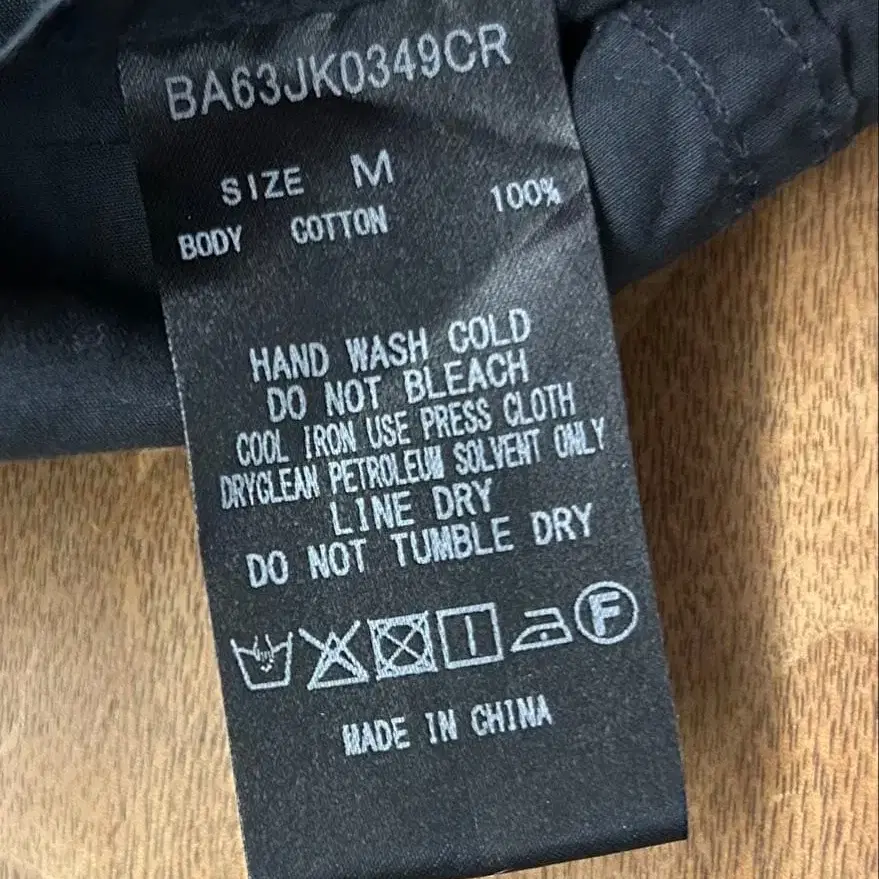 BA63JK0349CR
SIZE M
BODY COTTON 100%
HAND WASH COLD
DO NOT BLEACH
COOL IRON USE PRESS CLOTH
DRYCLEAN PETROLEUM SOLVENT ONLY
LINE DRY
DO NOT TUMBLE DRY
F
MADE IN CHINA